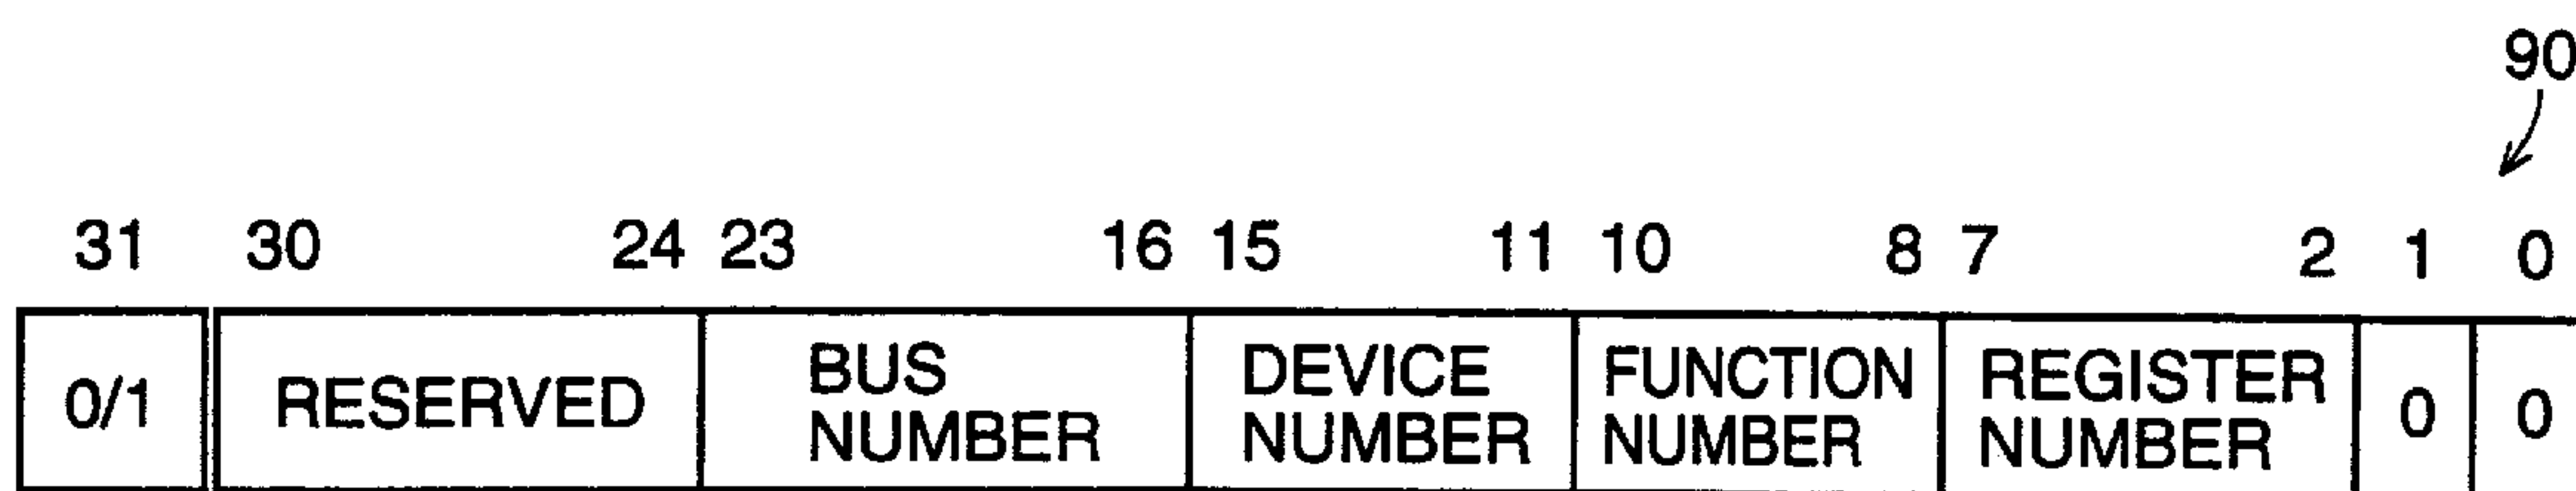 90
31 30 24 23 16 15 11 10 8 7 2 1 0
0/1 RESERVED BUS NUMBER DEVICE NUMBER FUNCTION NUMBER REGISTER NUMBER 0 0